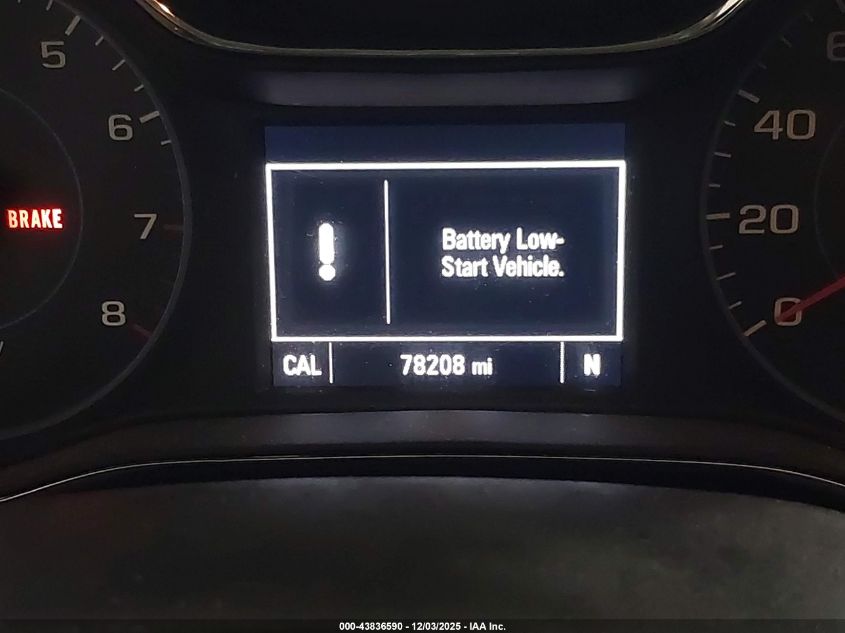 5
6
BRAKE
7
8
Battery Low-
Start Vehicle.
CAL 78208 mi N
40
20
0
000-43836590 - 12/03/2025 - IAA Inc.